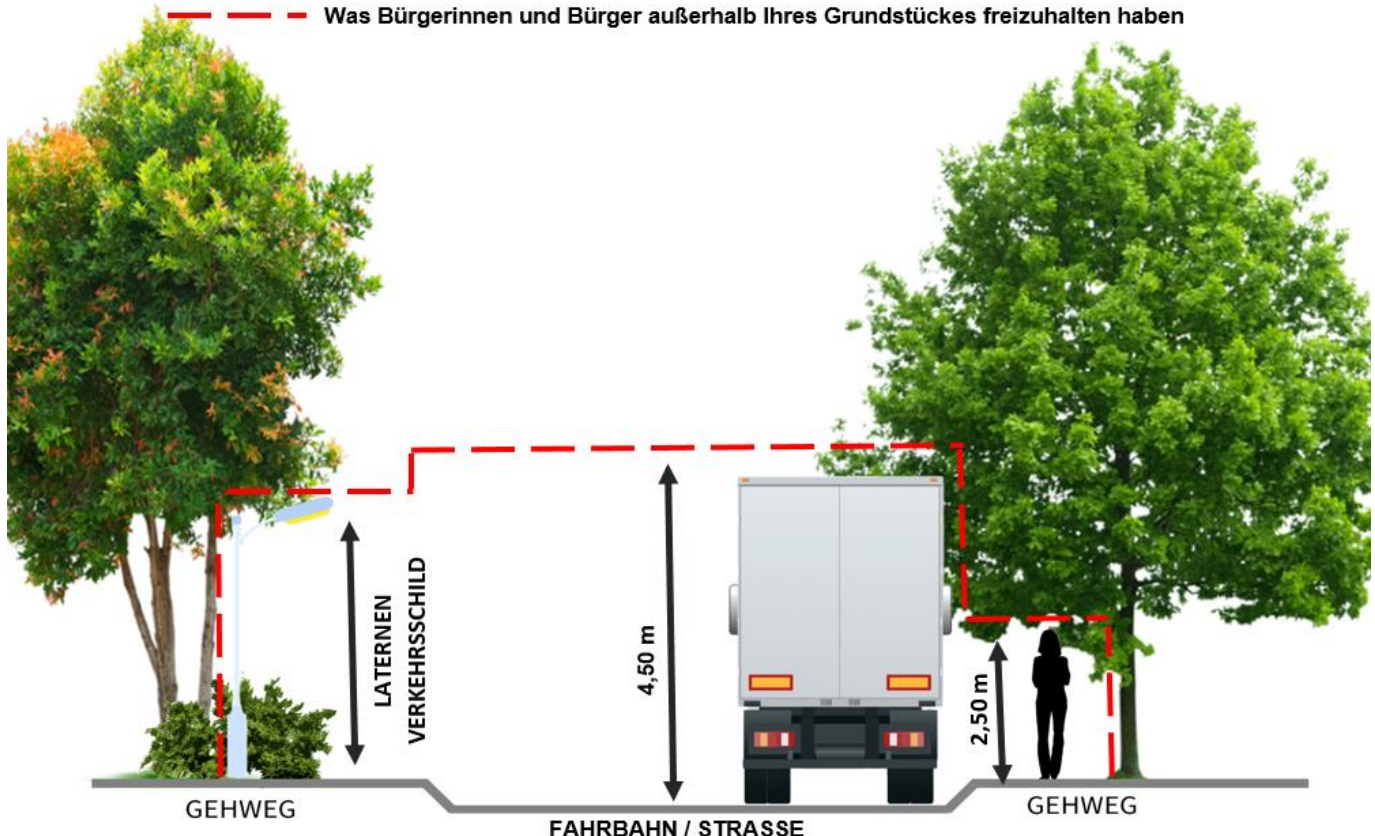 Was Bürgerinnen und Bürger außerhalb Ihres Grundstückes freizuhalten haben
LATERNEN
VERKEHRSSCHILD
4,50 m
2,50 m
GEHWEG
FAHRBAHN / STRASSE
GEHWEG